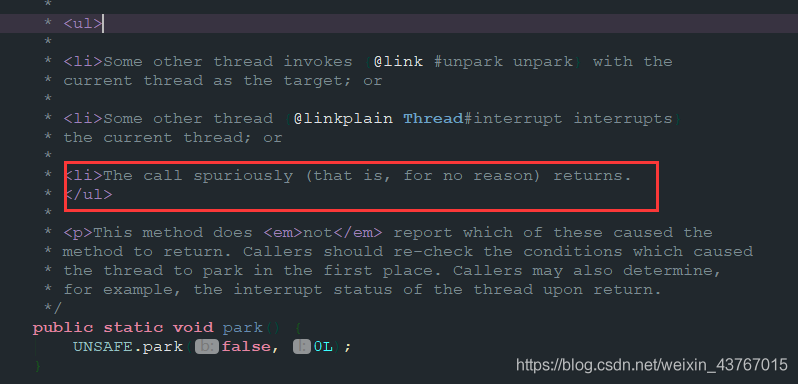 *
* <ul>
*
* <li>Some other thread invokes {@link #unpark unpark} with the
* current thread as the target; or
*
* <li>Some other thread {@linkplain Thread#interrupt interrupts}
* the current thread; or
*
* <li>The call spuriously (that is, for no reason) returns.
* </ul>
*
* <p>This method does <em>not</em> report which of these caused the
* method to return. Callers should re-check the conditions which caused
* the thread to park in the first place. Callers may also determine,
* for example, the interrupt status of the thread upon return.
*/
public static void park() {
UNSAFE.park( b: false, l: 0L);
}
https://blog.csdn.net/weixin_43767015